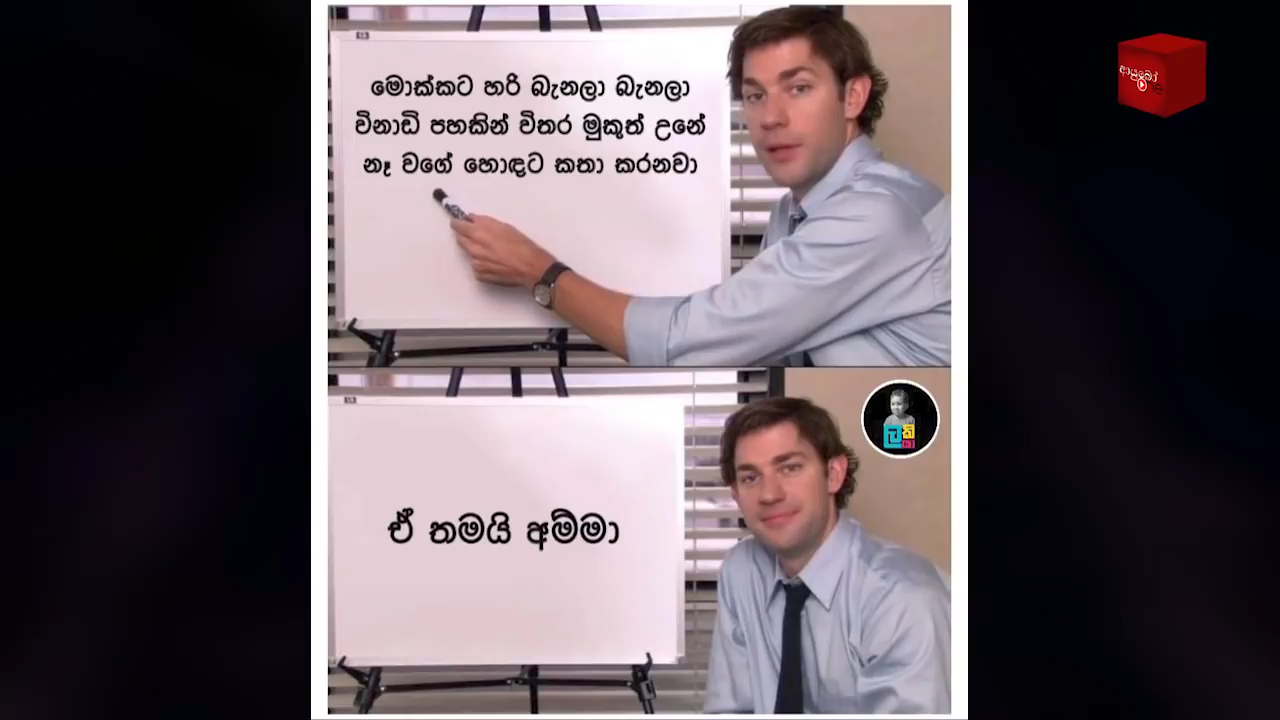 මොක්කට හරි බැනලා බැනලා
විනාඩි පහකින් විතර මුකුත් උනේ
නෑ වගේ හොඳට කතා කරනවා
ඒ තමයි අම්මා